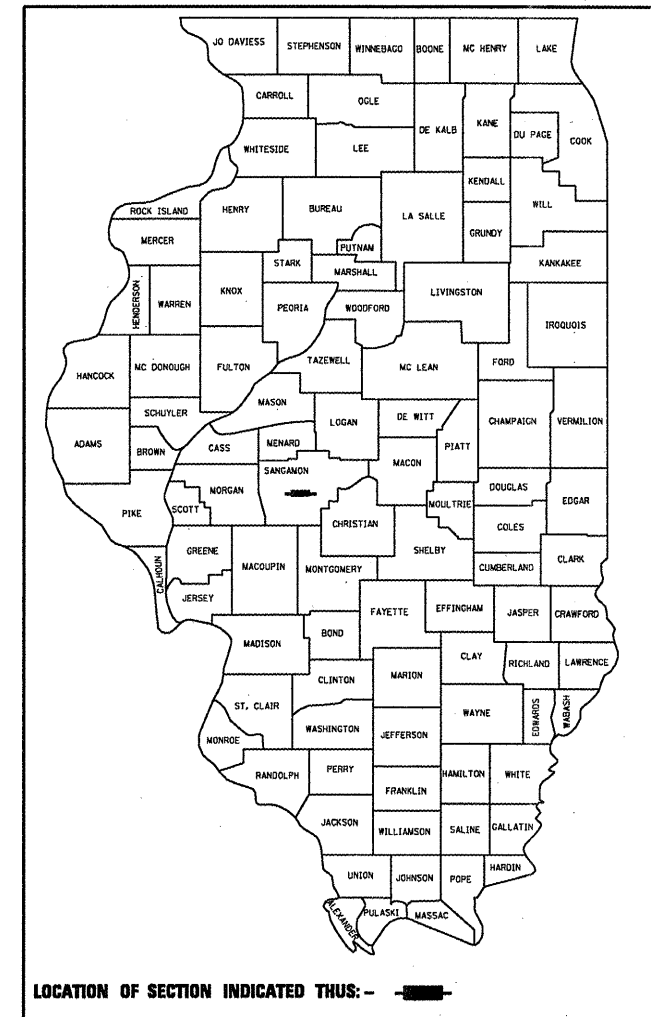 JO DAVIESS
STEPHENSON
WINNEBAGO
BOONE
MC HENRY
LAKE
CARROLL
OGLE
DE KALB
KANE
DU PAGE
COOK
WHITESIDE
LEE
KENDALL
WILL
ROCK ISLAND
HENRY
BUREAU
LA SALLE
GRUNDY
MERCER
PUTNAM
STARK
MARSHALL
KANKAKEE
HENDERSON
WARREN
KNOX
PEORIA
WOODFORD
LIVINGSTON
IROQUOIS
HANCOCK
MC DONOUGH
FULTON
TAZEWELL
MC LEAN
FORD
MASON
SCHUYLER
LOGAN
DE WITT
CHAMPAIGN
VERMILION
ADAMS
BROWN
CASS
MENARD
PIATT
SANGAMON
MACON
MORGAN
SCOTT
PIKE
CHRISTIAN
MOULTRIE
DOUGLAS
EDGAR
COLES
SHELBY
GREENE
MACOUPIN
MONTGOMERY
CALHOUN
CUMBERLAND
CLARK
JERSEY
FAYETTE
EFFINGHAM
JASPER
CRAWFORD
MADISON
BOND
CLAY
RICHLAND
LAWRENCE
CLINTON
MARION
ST. CLAIR
WAYNE
EDWARDS
WABASH
MONROE
WASHINGTON
JEFFERSON
RANDOLPH
PERRY
HAMILTON
WHITE
FRANKLIN
JACKSON
WILLIAMSON
SALINE
GALLATIN
UNION
JOHNSON
POPE
HARDIN
ALEXANDER
PULASKI
MASSAC
LOCATION OF SECTION INDICATED THUS: -